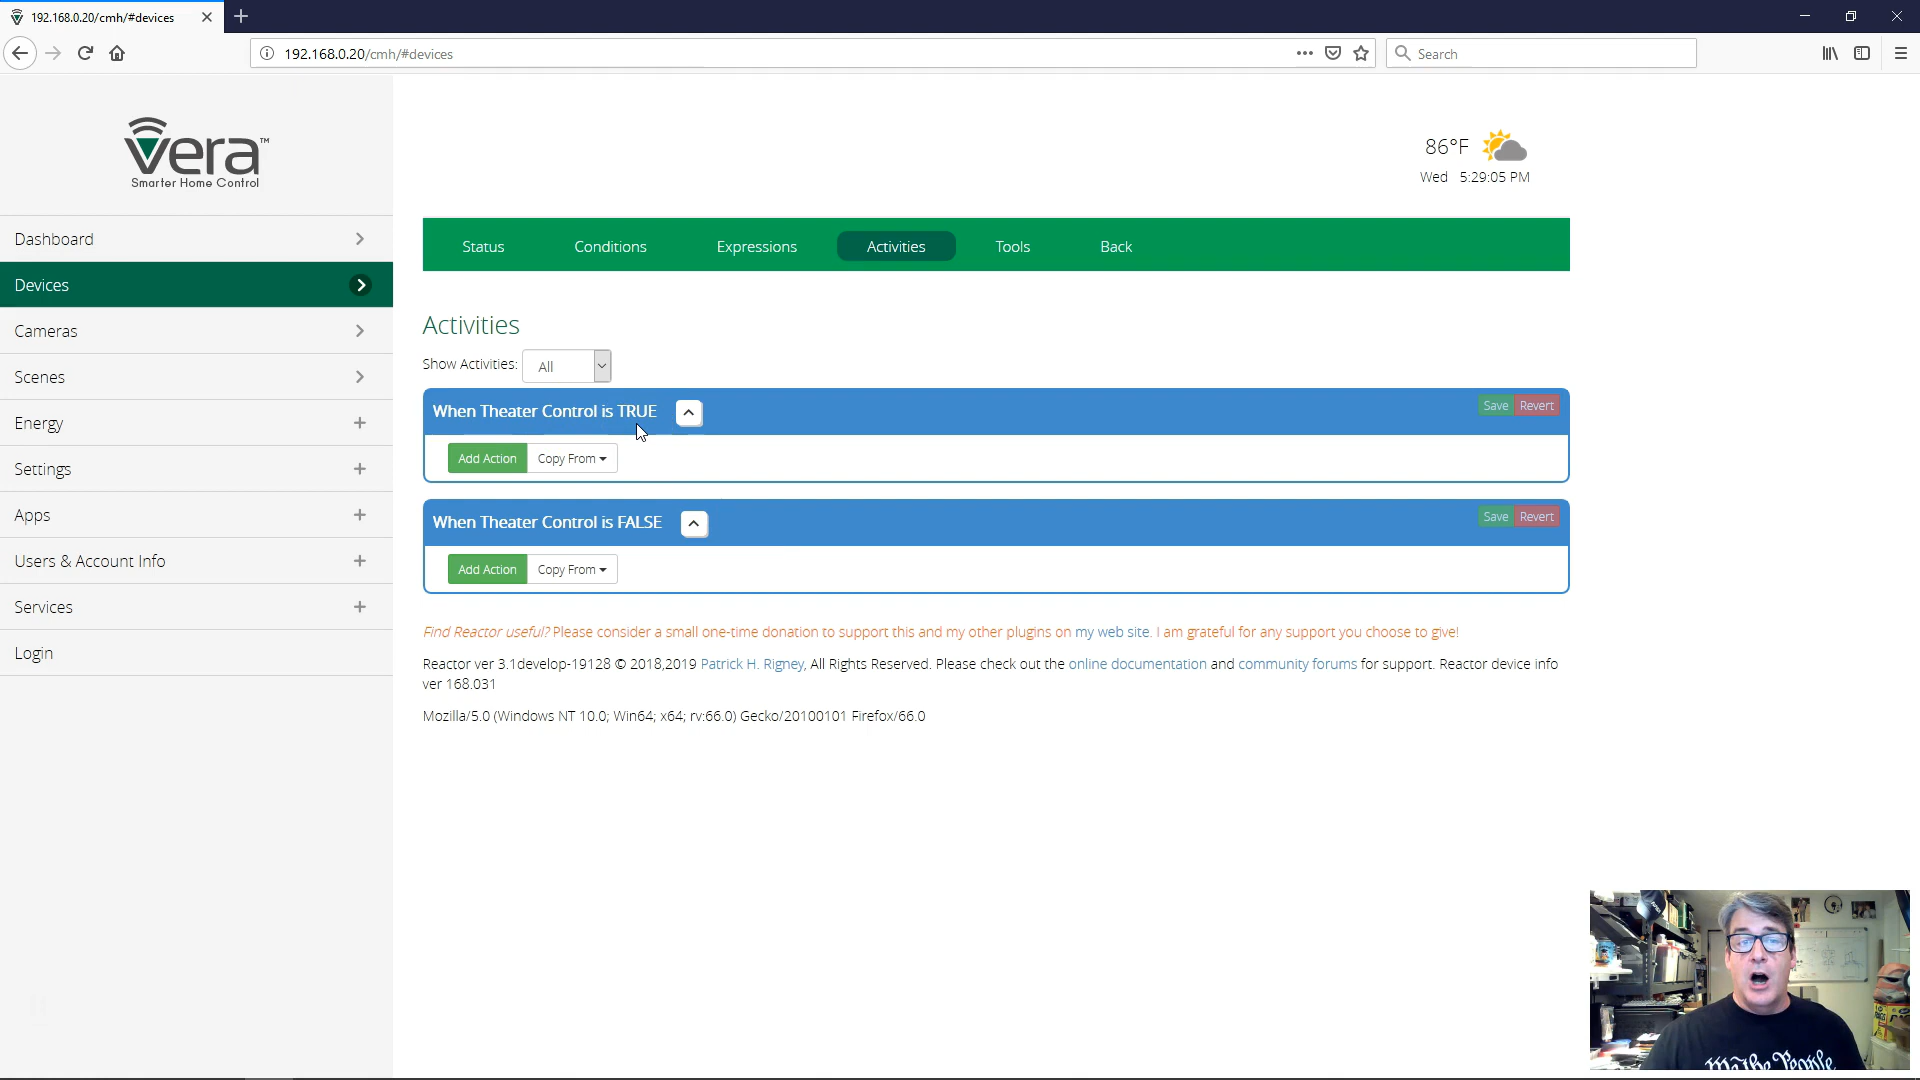 192.168.0.20/cmh/#devices
192.168.0.20/cmh/#devices
Search
vera™
Smarter Home Control
86°F
Wed 5:29:05 PM
Dashboard
Devices
Cameras
Scenes
Energy
Settings
Apps
Users & Account Info
Services
Login
Status Conditions Expressions Activities Tools Back
Activities
Show Activities: All
When Theater Control is TRUE
Save Revert
Add Action Copy From
When Theater Control is FALSE
Save Revert
Add Action Copy From
Find Reactor useful? Please consider a small one-time donation to support this and my other plugins on my web site. I am grateful for any support you choose to give!
Reactor ver 3.1develop-19128 © 2018,2019 Patrick H. Rigney, All Rights Reserved. Please check out the online documentation and community forums for support. Reactor device info
ver 168.031
Mozilla/5.0 (Windows NT 10.0; Win64; x64; rv:66.0) Gecko/20100101 Firefox/66.0
We the People